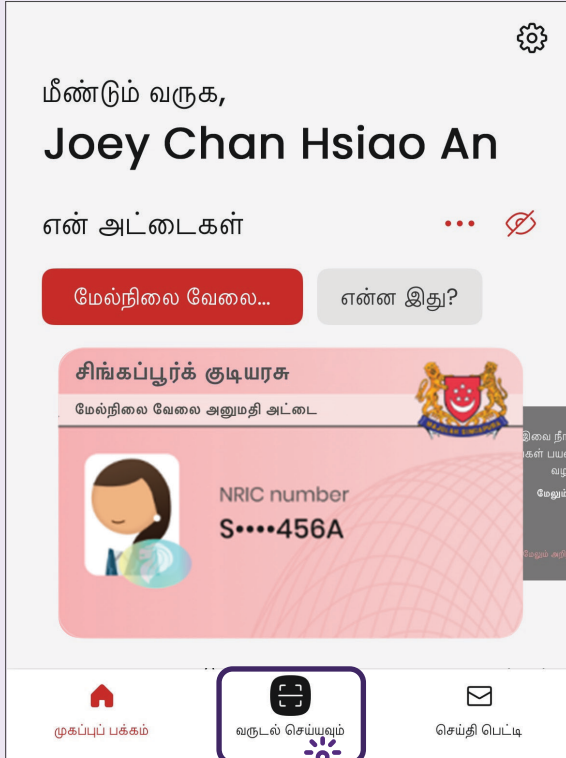 மீண்டும் வருக,
Joey Chan Hsiao An
என் அட்டைகள்
மேல்நிலை வேலை...
என்ன இது?
சிங்கப்பூர்க் குடியரசு
மேல்நிலை வேலை அனுமதி அட்டை
NRIC number
S••••456A
மேலும்
மேலும்
முகப்புப் பக்கம்
வருடல் செய்யவும்
செய்தி பெட்டி